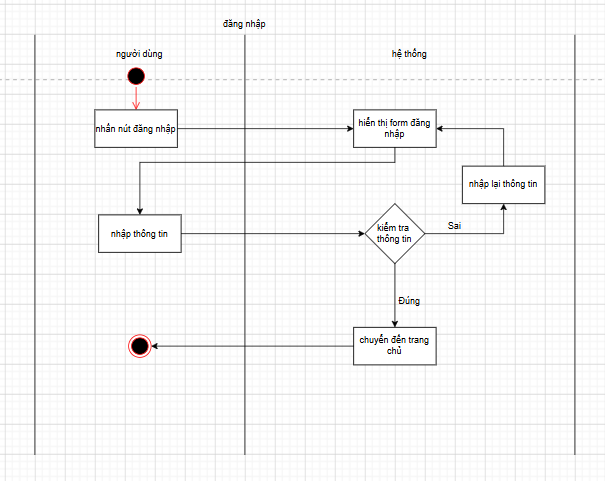 đăng nhập
người dùng
hệ thống
nhấn nút đăng nhập
hiển thị form đăng
nhập
nhập lại thông tin
nhập thông tin
kiểm tra
thông tin
Sai
Đúng
chuyển đến trang
chủ